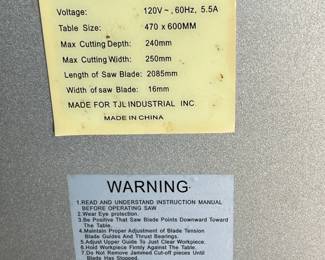 Voltage: 120V~,60Hz, 5.5A
Table Size: 470 x 600MM
Max Cutting Depth: 240mm
Max Cutting Width: 250mm
Length of Saw Blade: 2085mm
Width of saw Blade: 16mm
MADE FOR TJL INDUSTRIAL INC.
MADE IN CHINA
WARNING
1.READ AND UNDERSTAND INSTRUCTION MANUAL
BEFORE OPERATING SAW
2.Wear Eye protection.
3.Be Positive That Saw Blade Points Downward Toward
The Table.
4.Maintain Proper Adjustment of Blade Tension
Blade Guides And Thrust Bearings.
5.Adjust Upper Guide To Just Clear Workpiece.
6.Hold Workpiece Firmly Against The Table.
7.Do Not Remove Jammed Cut-off pieces Until
Blade Has Stopped.